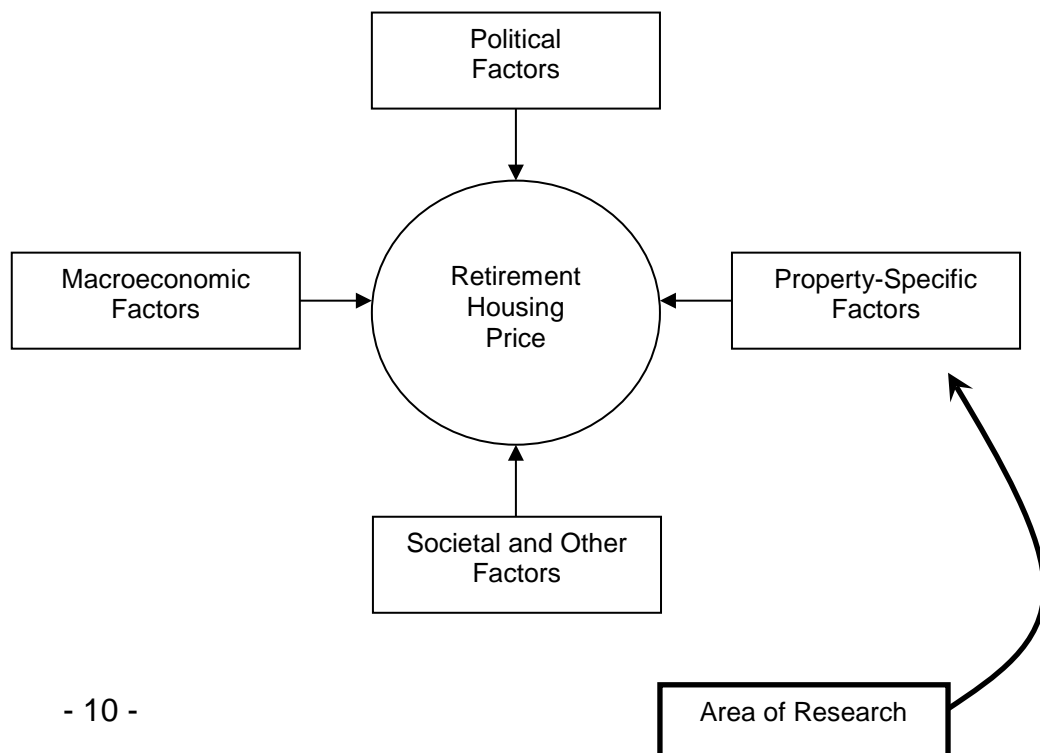 Political
Factors
Macroeconomic
Factors
Retirement
Housing
Price
Property-Specific
Factors
Societal and Other
Factors
- 10 -
Area of Research